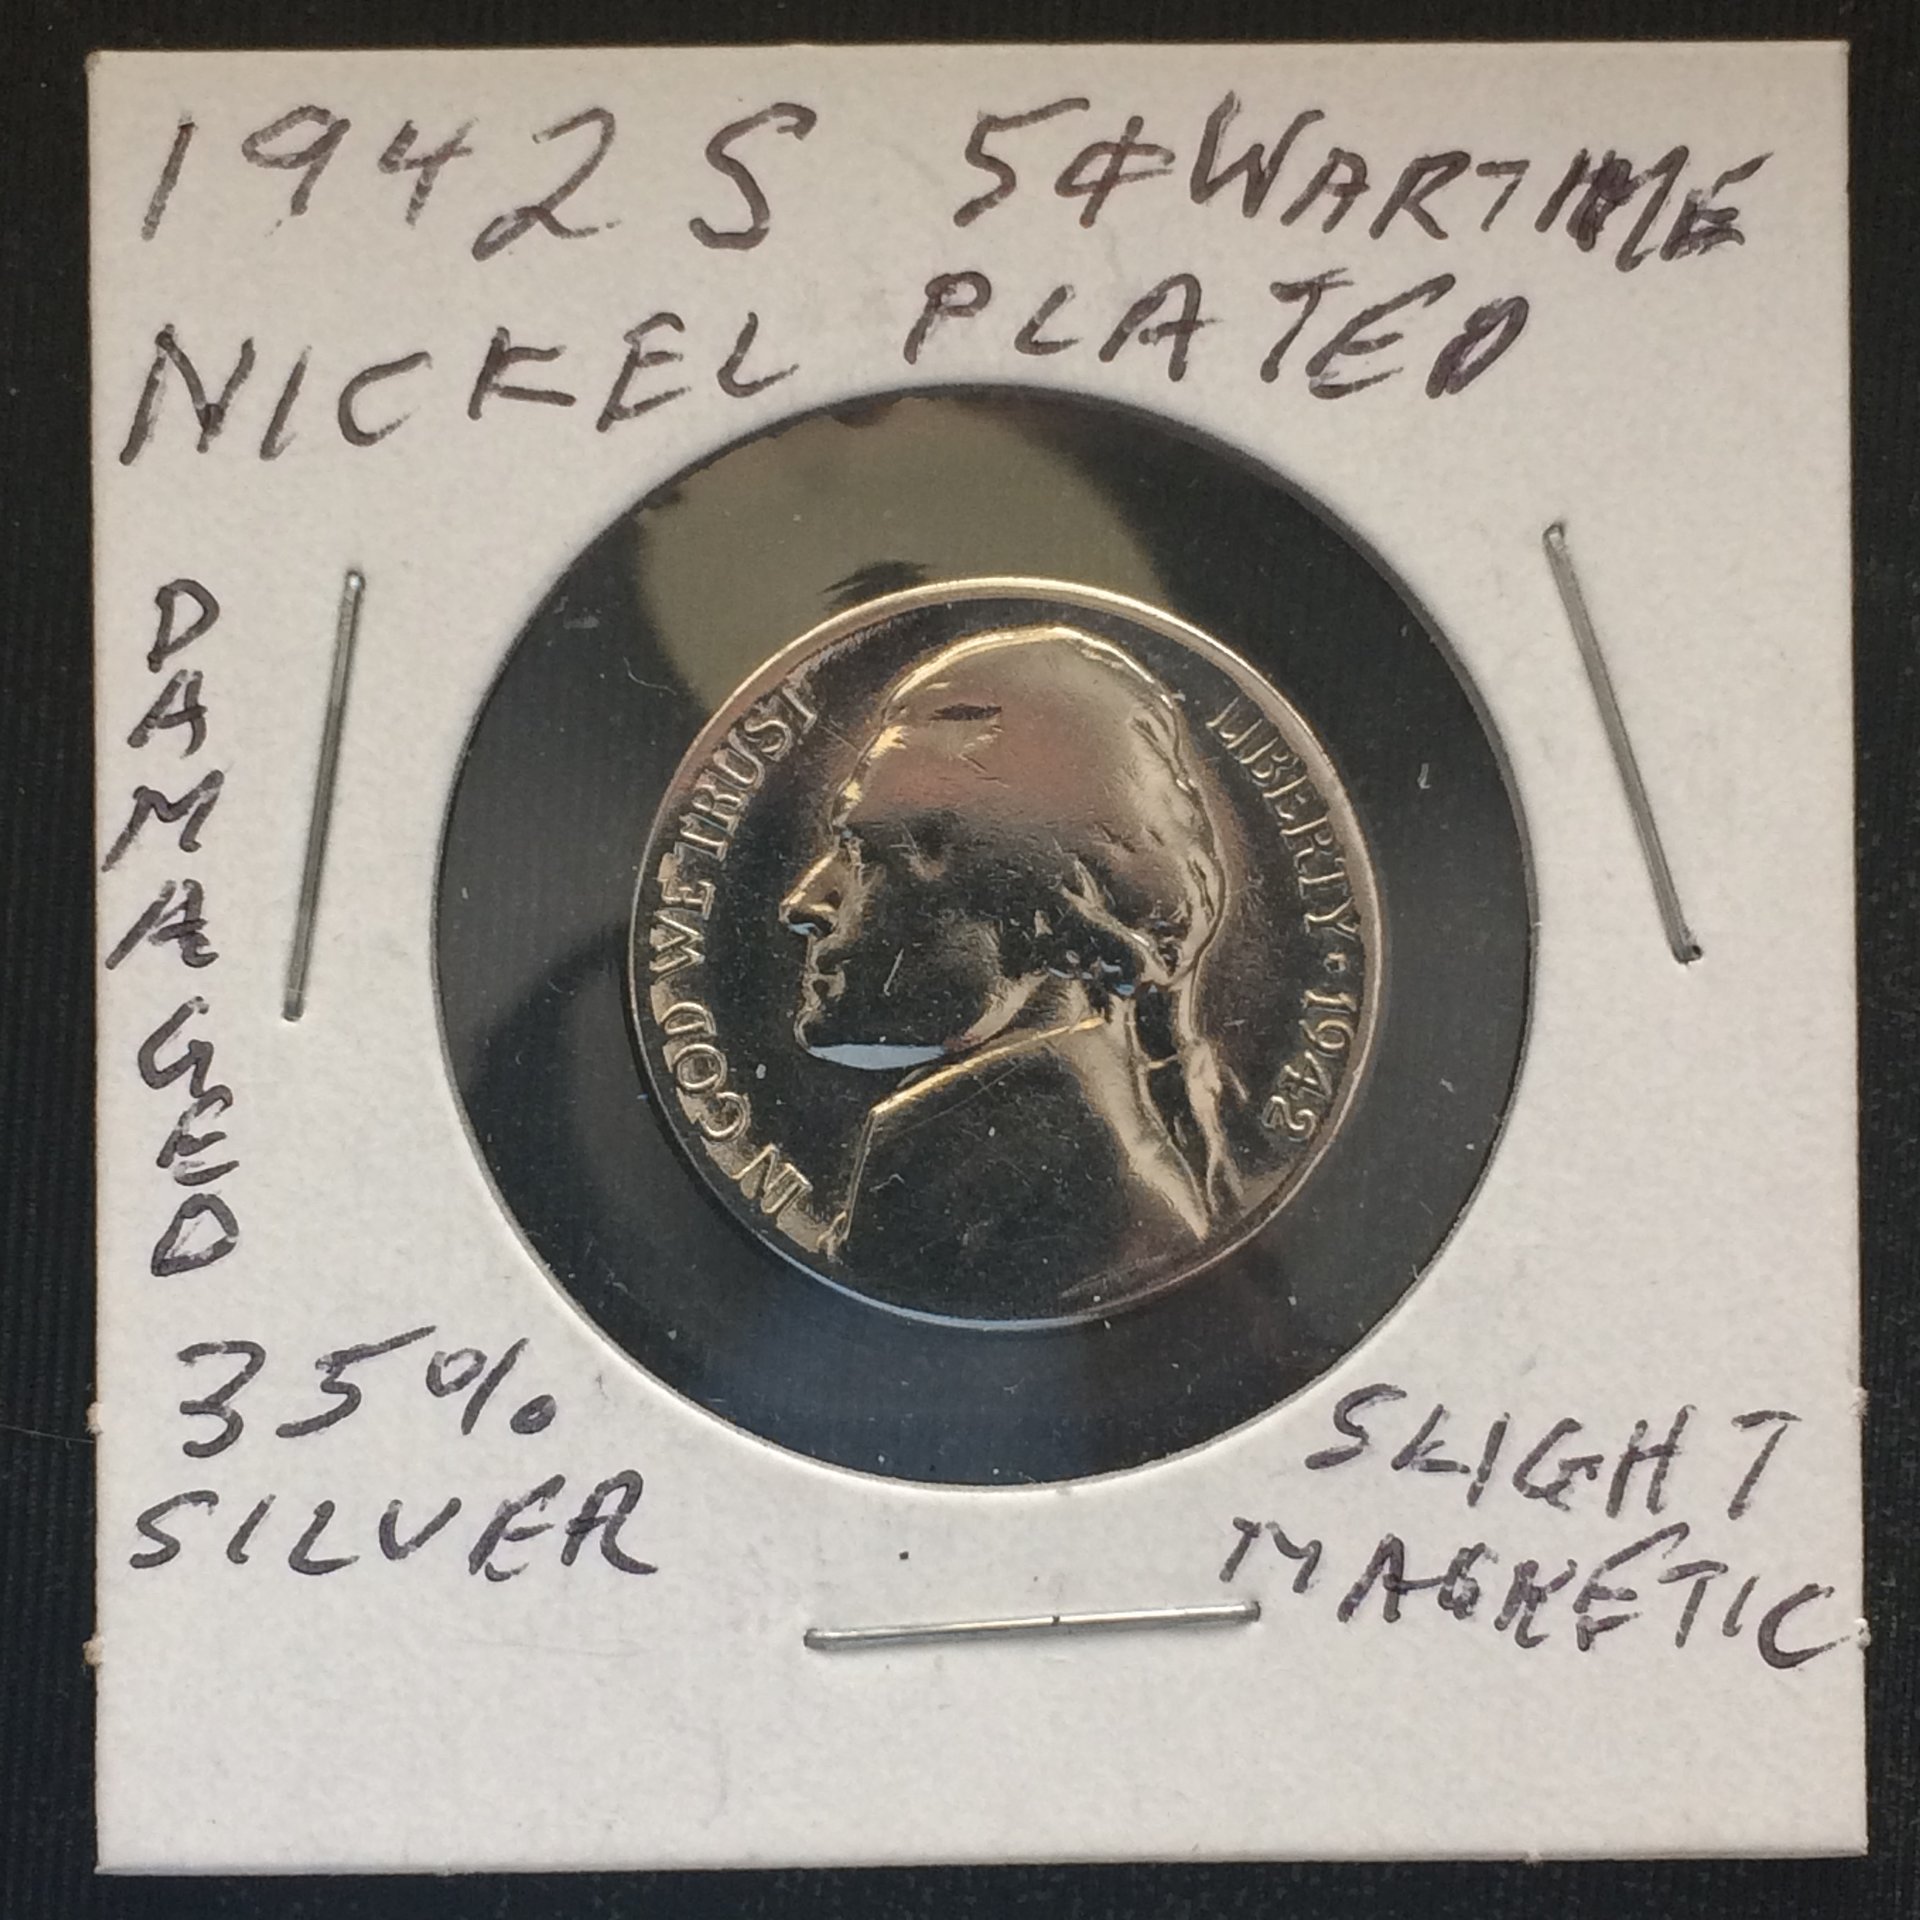 1942 S 5¢ WARTIME
NICKEL PLATED
DAMAGED
IN GOD WE TRUST
LIBERTY • 1942
35%
SILVER
SLIGHT
MAGNETIC